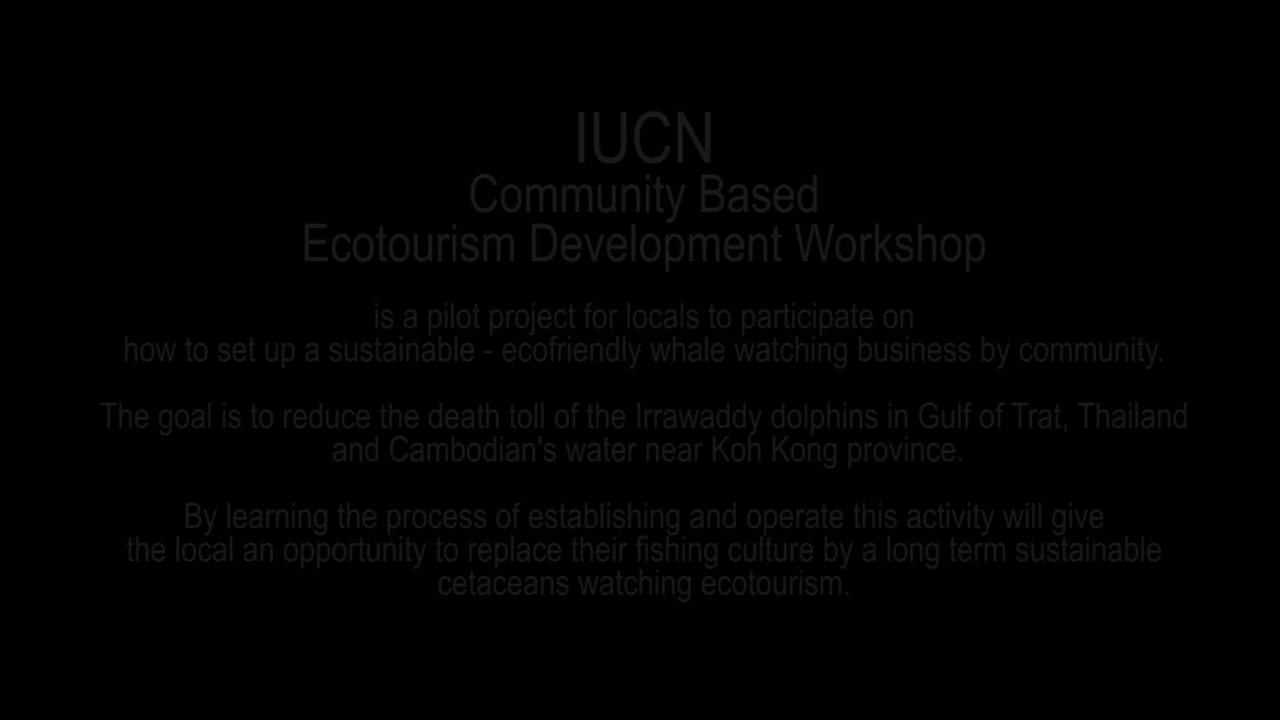 IUCN
Community Based
Ecotourism Development Workshop
is a pilot project for locals to participate on
how to set up a sustainable - ecofriendly whale watching business by community.
The goal is to reduce the death toll of the Irrawaddy dolphins in Gulf of Trat, Thailand
and Cambodian's water near Koh Kong province.
By learning the process of establishing and operate this activity will give
the local an opportunity to replace their fishing culture by a long term sustainable
cetaceans watching ecotourism.